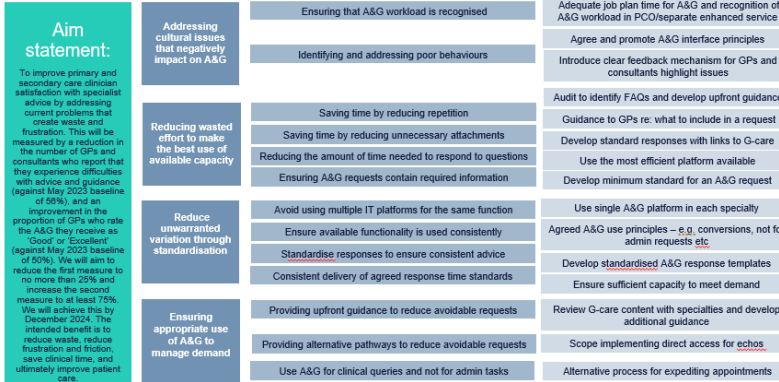 Aim
statement:
To improve primary and
secondary care clinician
satisfaction with specialist
advice by addressing
current problems that
create waste and
frustration. This will be
measured by a reduction in
the number of GPs and
consultants who report that
they experience difficulties
with advice and guidance
(against May 2023 baseline
of 56%), and an
improvement in the
proportion of GPs who rate
the A&G they receive as
'Good' or 'Excellent'
(against May 2023 baseline
of 50%). We will aim to
reduce the first measure to
no more than 25% and
increase the second
measure to at least 75%.
We will achieve this by
December 2024. The
intended benefit is to
reduce waste, reduce
frustration and friction,
save clinical time, and
ultimately improve patient
care.
Addressing
cultural issues
that negatively
impact on A&G
Reducing wasted
effort to make
the best use of
available capacity
Reduce
unwarranted
variation through
standardisation
Ensuring
appropriate use
of A&G to
manage demand
Ensuring that A&G workload is recognised
Identifying and addressing poor behaviours
Saving time by reducing repetition
Saving time by reducing unnecessary attachments
Reducing the amount of time needed to respond to questions
Ensuring A&G requests contain required information
Avoid using multiple IT platforms for the same function
Ensure available functionality is used consistently
Standardise responses to ensure consistent advice
Consistent delivery of agreed response time standards
Providing upfront guidance to reduce avoidable requests
Providing alternative pathways to reduce avoidable requests
Use A&G for clinical queries and not for admin tasks
Adequate job plan time for A&G and recognition of
A&G workload in PCO/separate enhanced service
Agree and promote A&G interface principles
Introduce clear feedback mechanism for GPs and
consultants highlight issues
Audit to identify FAQs and develop upfront guidance
Guidance to GPs re: what to include in a request
Develop standard responses with links to G-care
Use the most efficient platform available
Develop minimum standard for an A&G request
Use single A&G platform in each specialty
Agreed A&G use principles – e.g. conversions, not fo
admin requests etc
Develop standardised A&G response templates
Ensure sufficient capacity to meet demand
Review G-care content with specialties and develop
additional guidance
Scope implementing direct access for echos
Alternative process for expediting appointments